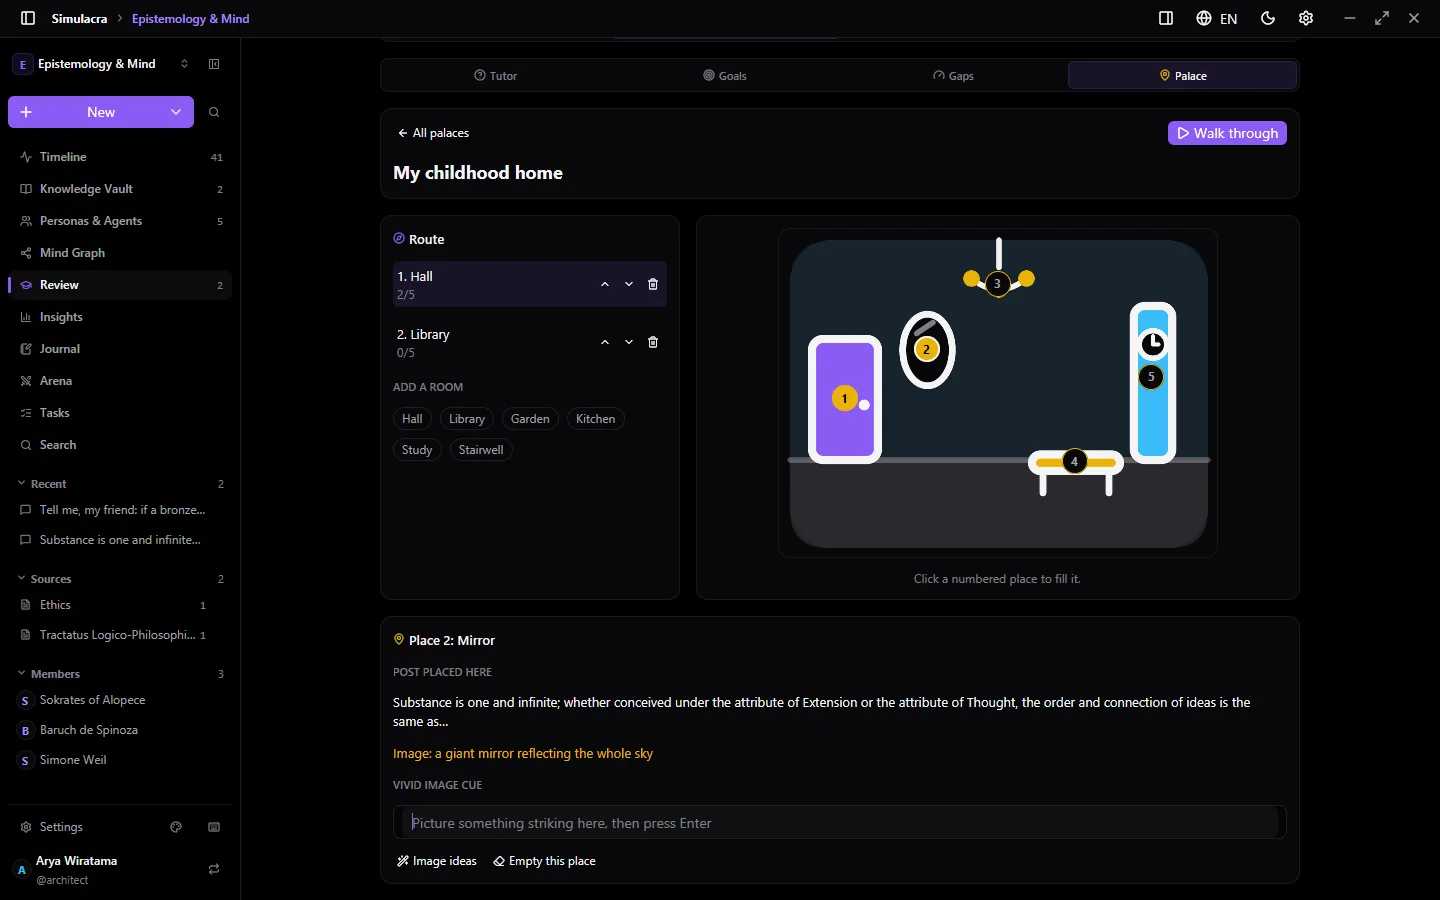 Simulacra
Epistemology & Mind
EN
E
Epistemology & Mind
New
Timeline 41
Knowledge Vault 2
Personas & Agents 5
Mind Graph
Review 2
Insights
Journal
Arena
Tasks
Search
Recent 2
Tell me, my friend: if a bronze...
Substance is one and infinite...
Sources 2
Ethics 1
Tractatus Logico-Philosophi... 1
Members 3
S Sokrates of Alopece
B Baruch de Spinoza
S Simone Weil
Settings
A
Arya Wiratama
@architect
Tutor
Goals
Gaps
Palace
All palaces
Walk through
My childhood home
Route
1. Hall
2/5
2. Library
0/5
ADD A ROOM
Hall
Library
Garden
Kitchen
Study
Stairwell
3
2
1
5
4
Click a numbered place to fill it.
Place 2: Mirror
POST PLACED HERE
Substance is one and infinite; whether conceived under the attribute of Extension or the attribute of Thought, the order and connection of ideas is the
same as...
Image: a giant mirror reflecting the whole sky
VIVID IMAGE CUE
Picture something striking here, then press Enter
Image ideas
Empty this place